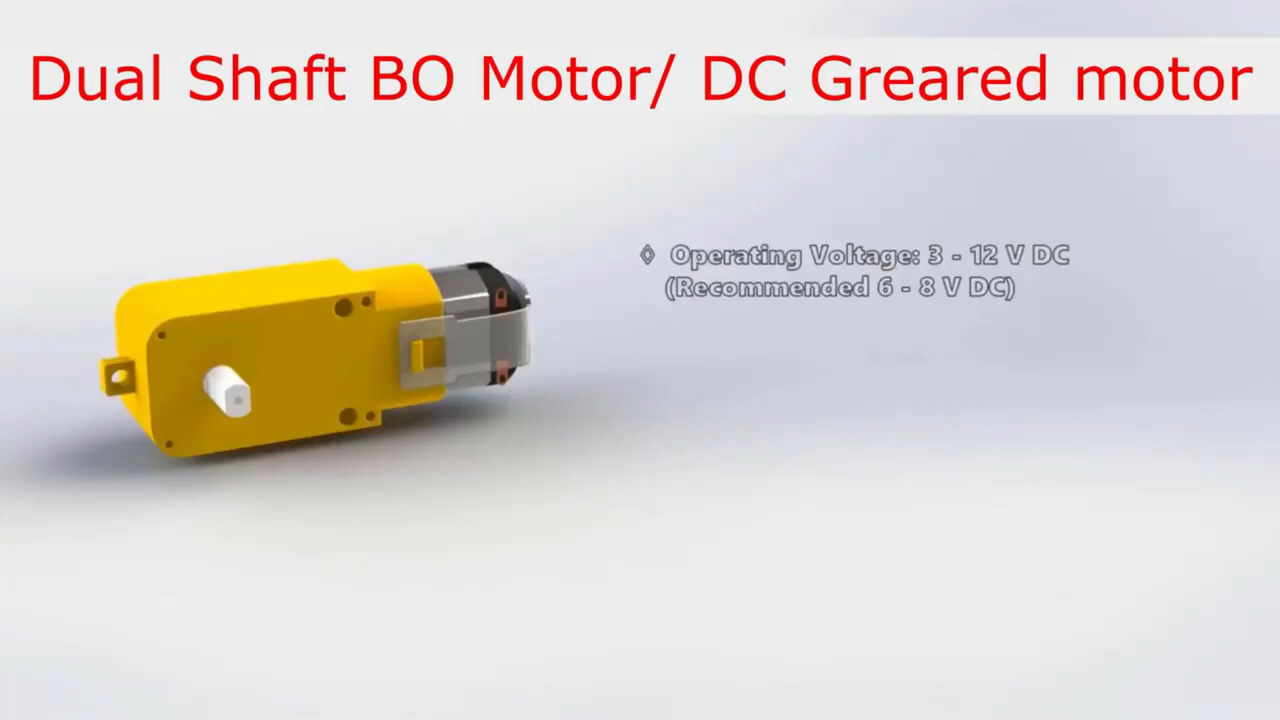 Dual Shaft BO Motor/ DC Greared motor
◊ Operating Voltage: 3 - 12 V DC
(Recommended 6 - 8 V DC)